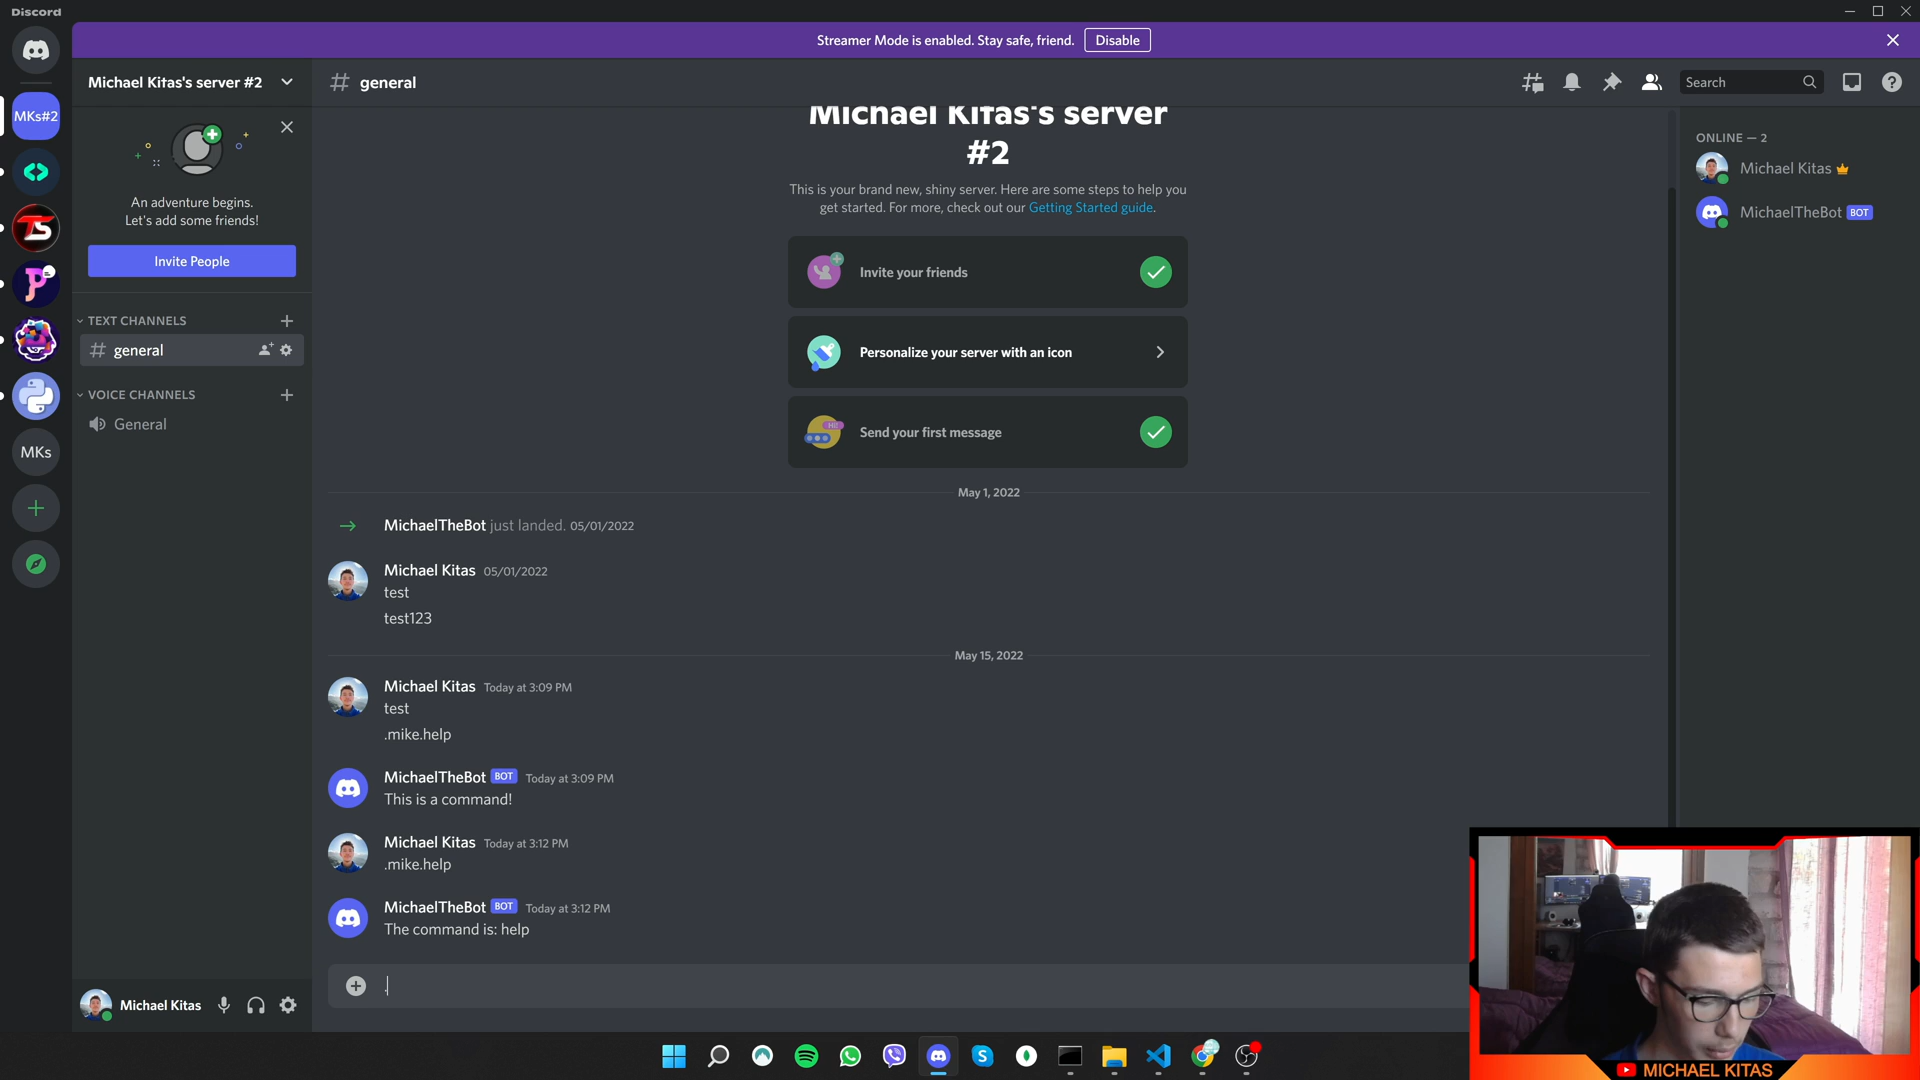 Discord
Streamer Mode is enabled. Stay safe, friend.
Disable
MKs#2
MKs
Michael Kitas's server #2
An adventure begins.
Let's add some friends!
Invite People
TEXT CHANNELS
general
VOICE CHANNELS
General
Michael Kitas
general
Search
Michael Kitas's server
#2
This is your brand new, shiny server. Here are some steps to help you
get started. For more, check out our Getting Started guide.
Invite your friends
Personalize your server with an icon
Send your first message
May 1, 2022
MichaelTheBot just landed. 05/01/2022
Michael Kitas 05/01/2022
test
test123
May 15, 2022
Michael Kitas Today at 3:09 PM
test
.mike.help
MichaelTheBot BOT Today at 3:09 PM
This is a command!
Michael Kitas Today at 3:12 PM
.mike.help
MichaelTheBot BOT Today at 3:12 PM
The command is: help
.
ONLINE — 2
Michael Kitas
MichaelTheBot BOT
MICHAEL KITAS